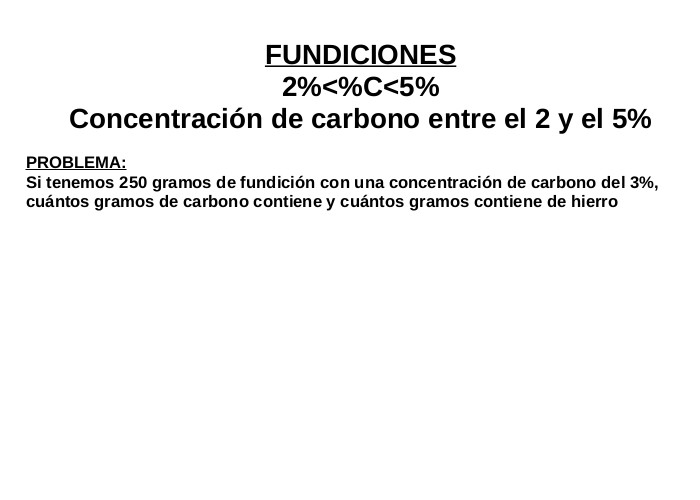 FUNDICIONES
2%<%C<5%
Concentración de carbono entre el 2 y el 5%
PROBLEMA:
Si tenemos 250 gramos de fundición con una concentración de carbono del 3%,
cuántos gramos de carbono contiene y cuántos gramos contiene de hierro